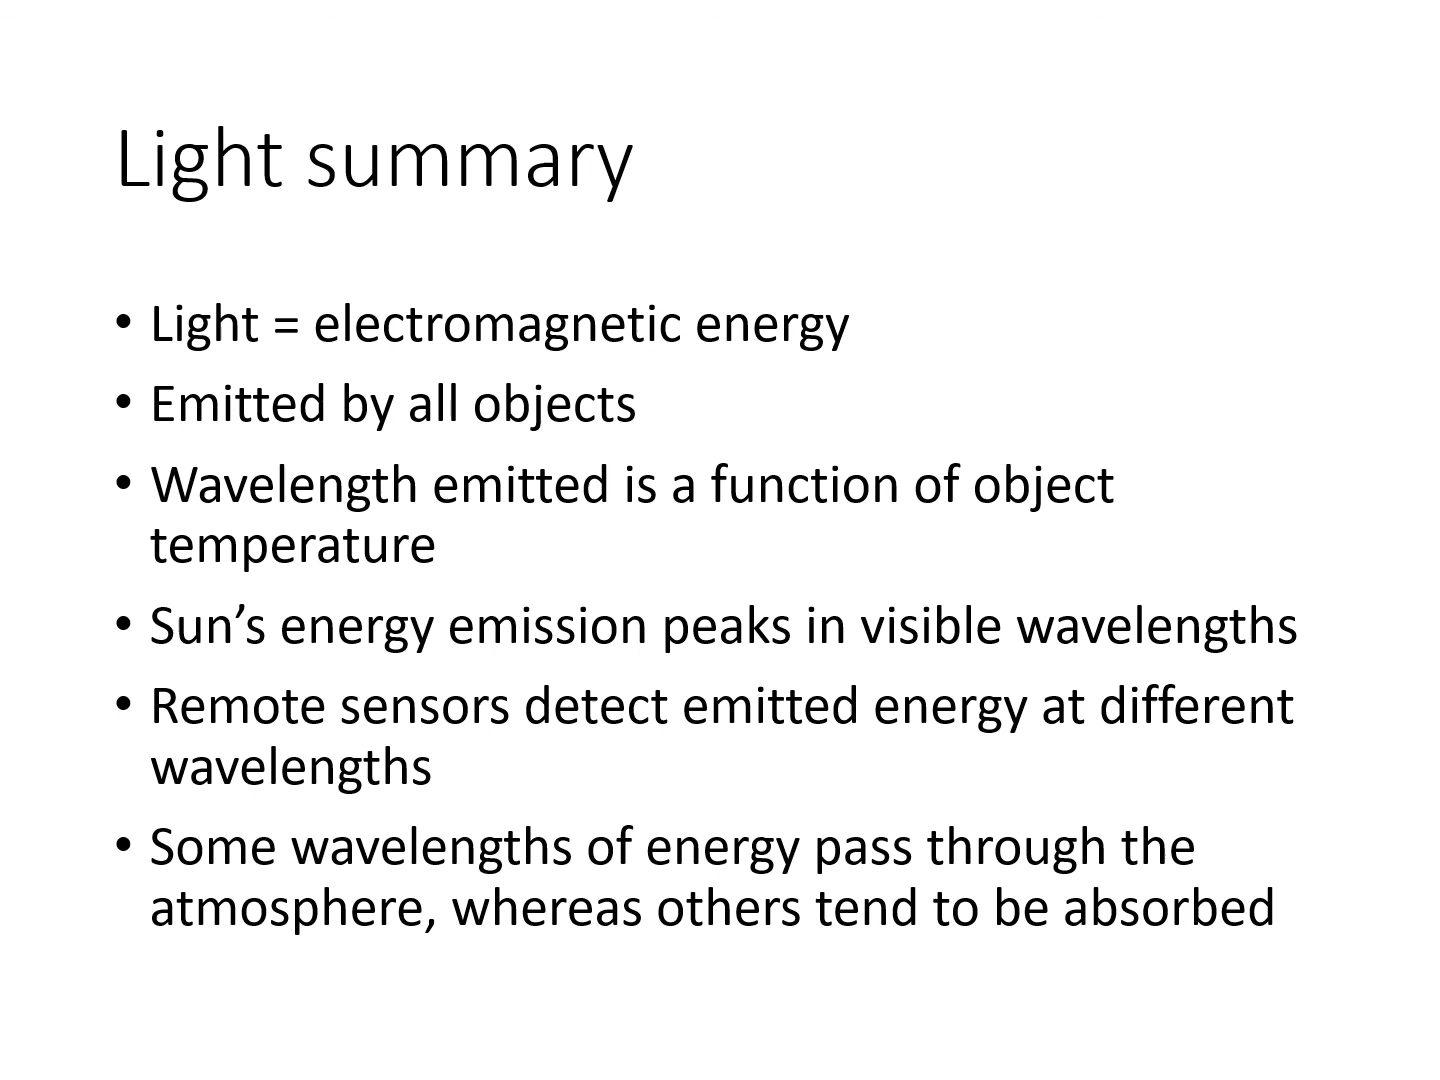 Light summary
• Light = electromagnetic energy
• Emitted by all objects
• Wavelength emitted is a function of object
temperature
• Sun’s energy emission peaks in visible wavelengths
• Remote sensors detect emitted energy at different
wavelengths
• Some wavelengths of energy pass through the
atmosphere, whereas others tend to be absorbed